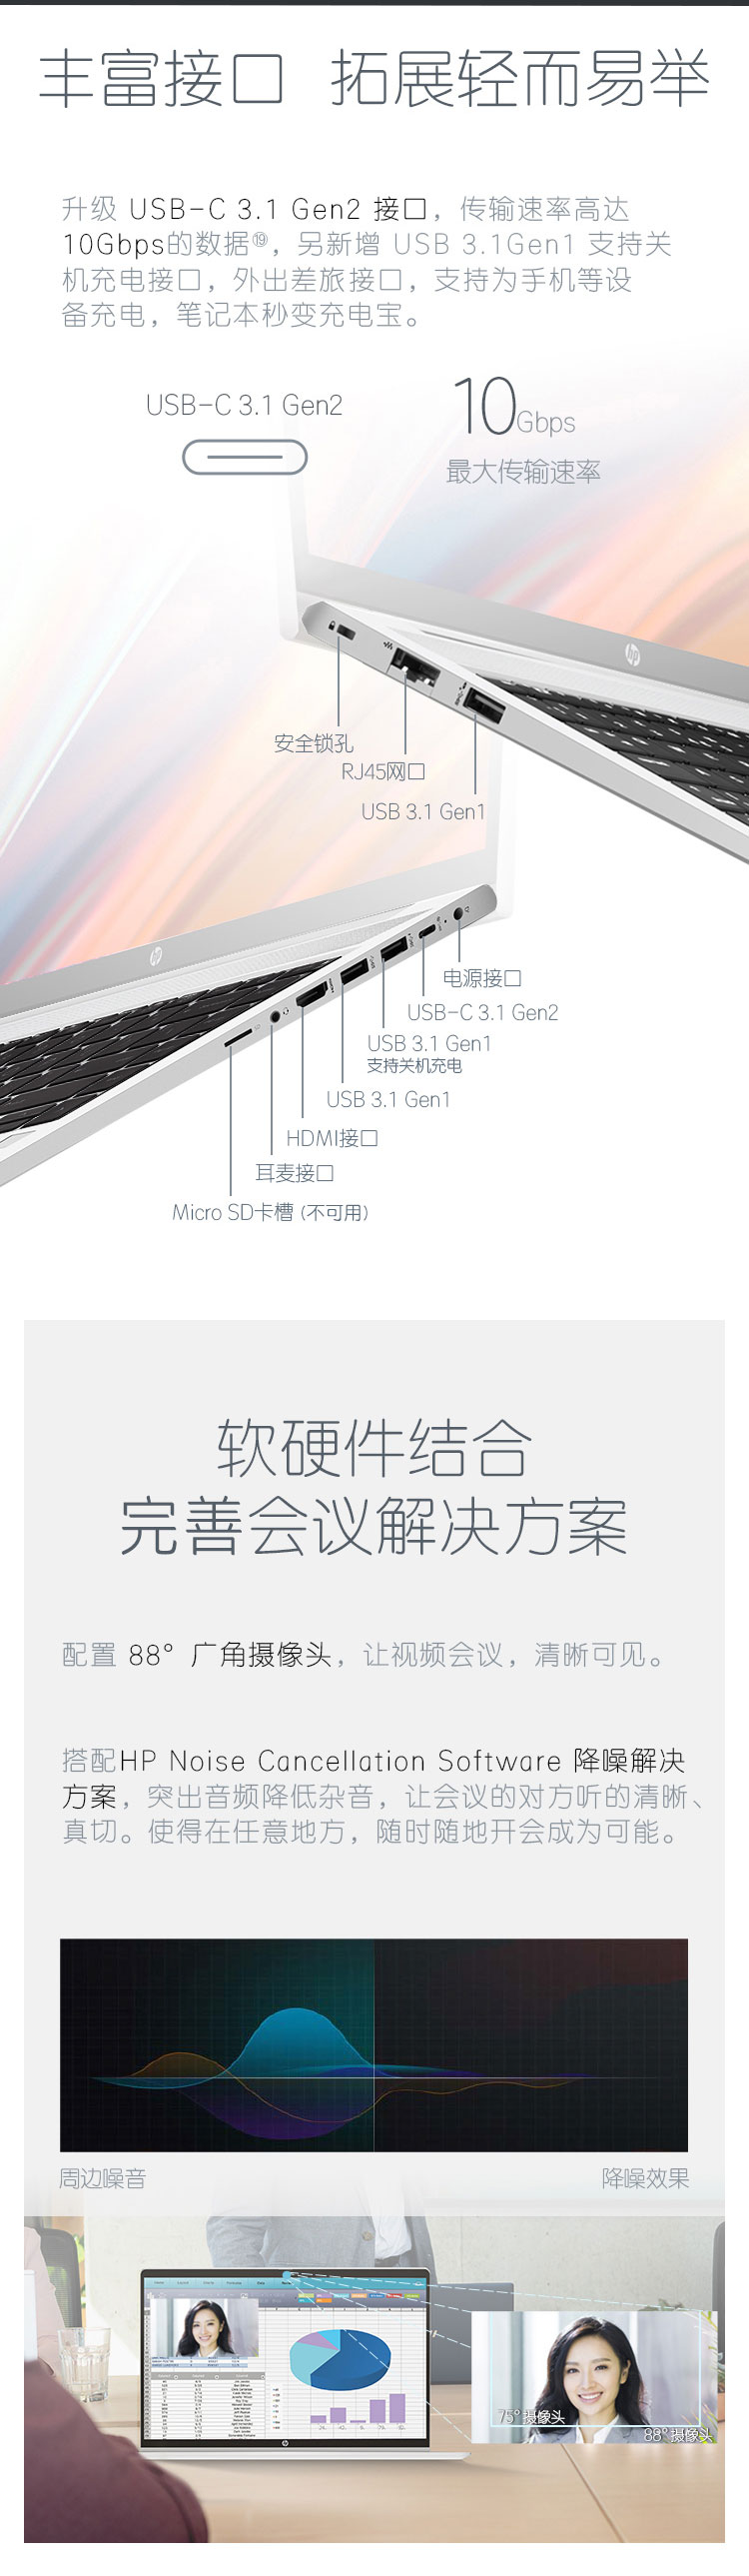 丰富接口 拓展轻而易举
升级 USB-C 3.1 Gen2 接口，传输速率高达
10Gbps的数据⑲，另新增 USB 3.1Gen1 支持关
机充电接口，外出差旅接口，支持为手机等设
备充电，笔记本秒变充电宝。
USB-C 3.1 Gen2
10Gbps
最大传输速率
hp
安全锁孔
RJ45网口
USB 3.1 Gen1
hp
电源接口
USB-C 3.1 Gen2
USB 3.1 Gen1
支持关机充电
USB 3.1 Gen1
HDMI接口
耳麦接口
Micro SD卡槽 (不可用)
软硬件结合
完善会议解决方案
配置 88° 广角摄像头，让视频会议，清晰可见。
搭配HP Noise Cancellation Software 降噪解决
方案，突出音频降低杂音，让会议的对方听的清晰、
真切。使得在任意地方，随时随地开会成为可能。
周边噪音
降噪效果
75° 摄像头
88° 摄像头